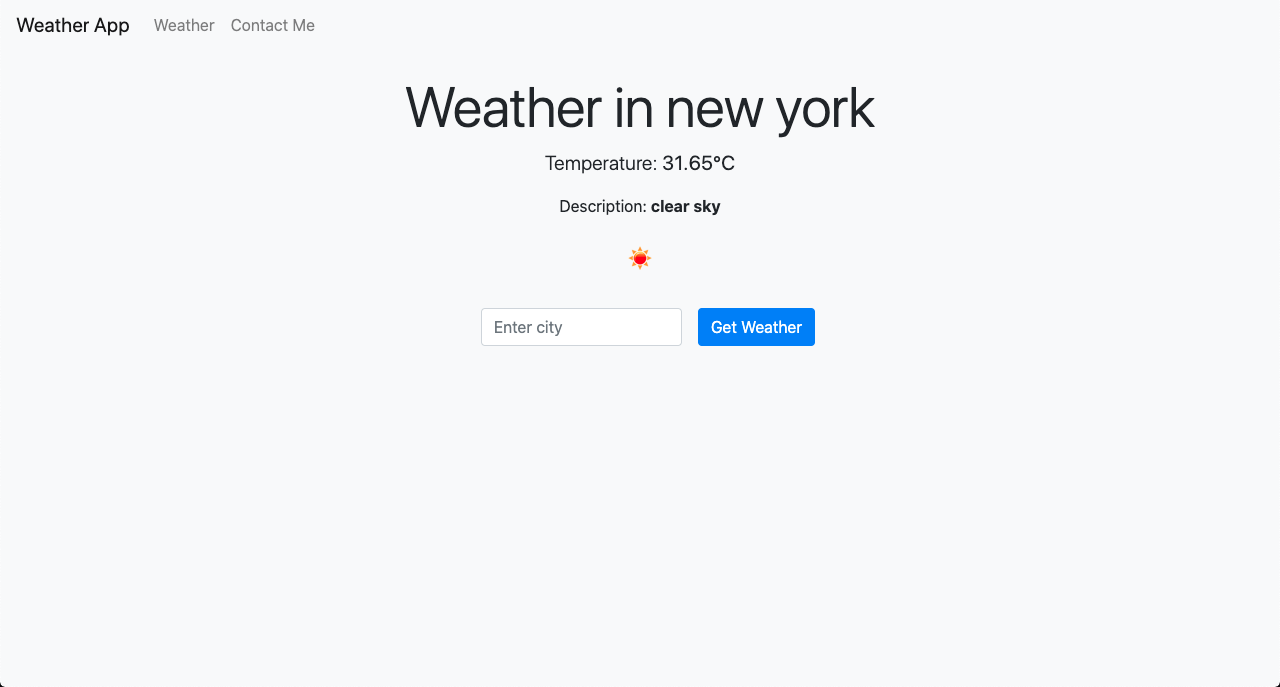 Weather App Weather Contact Me
Weather in new york
Temperature: 31.65°C
Description: clear sky
Enter city Get Weather